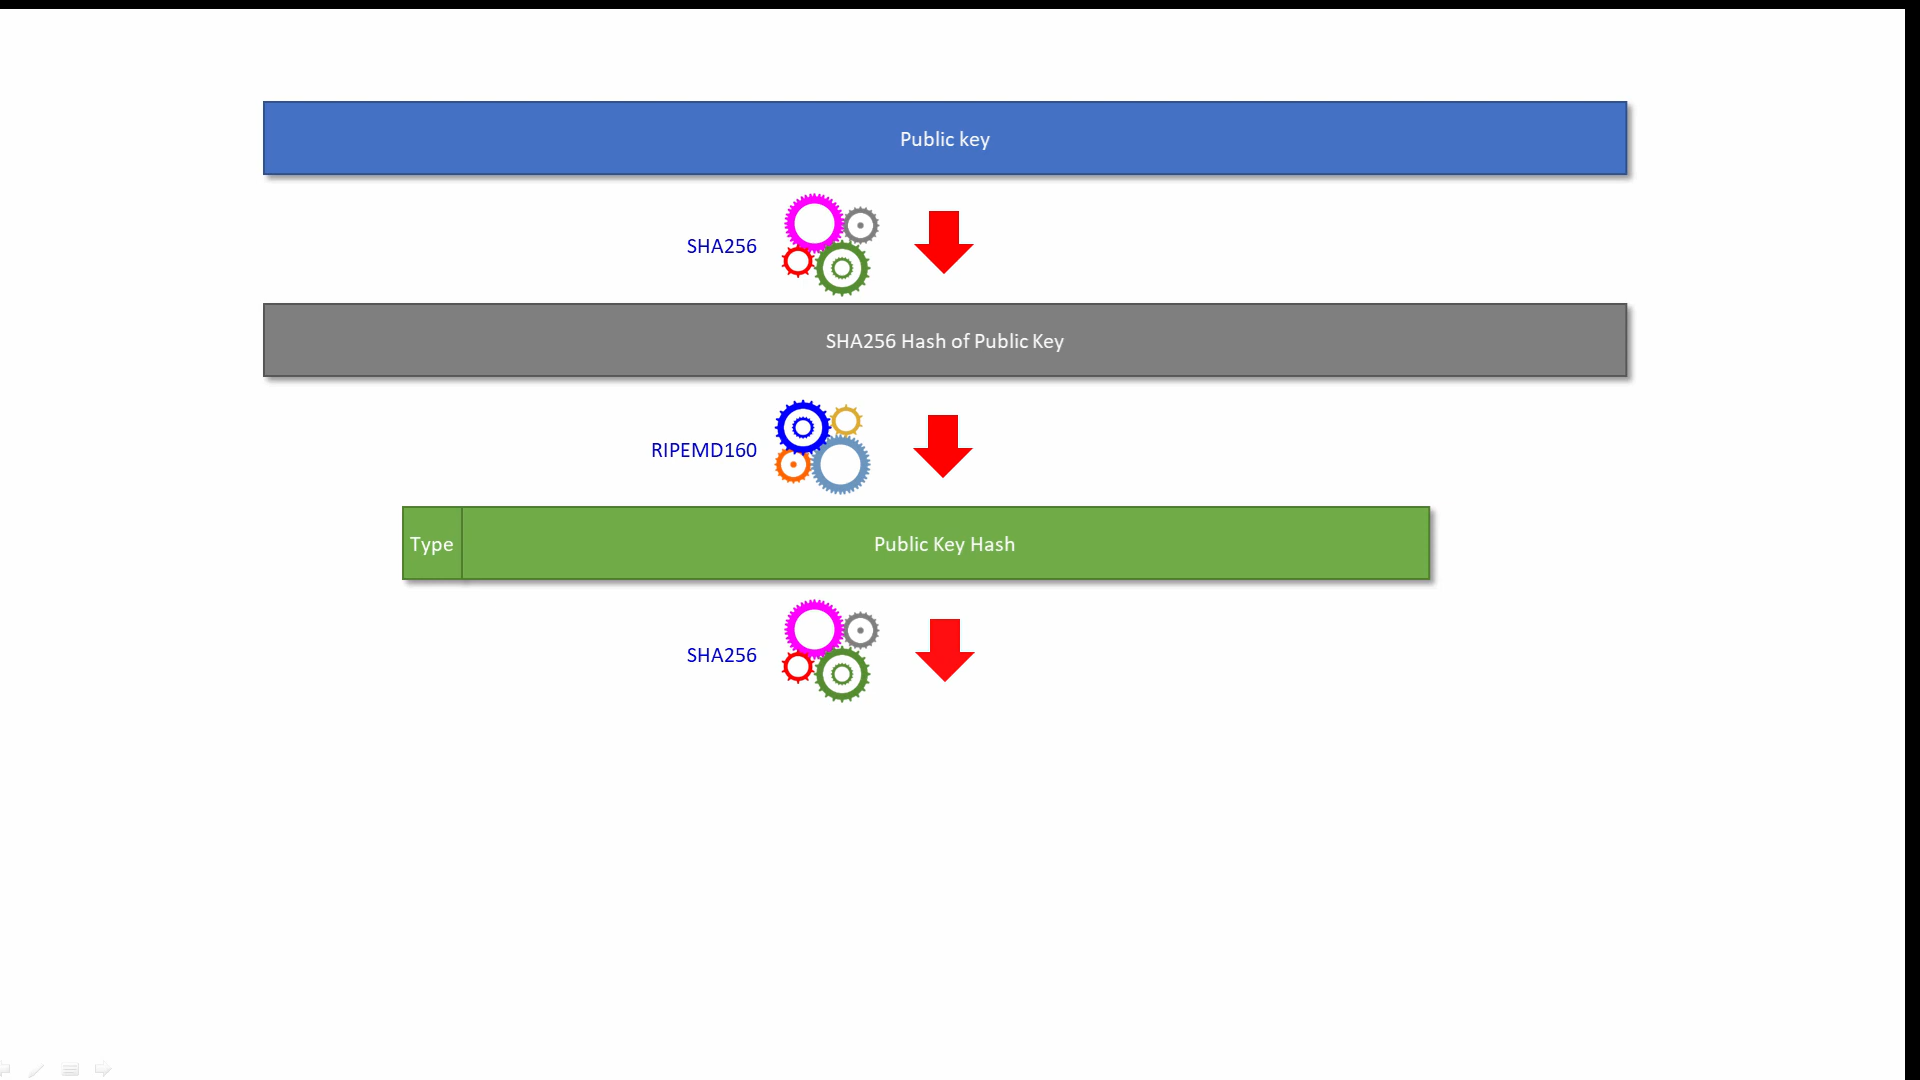 Public key
SHA256
SHA256 Hash of Public Key
RIPEMD160
Type
Public Key Hash
SHA256